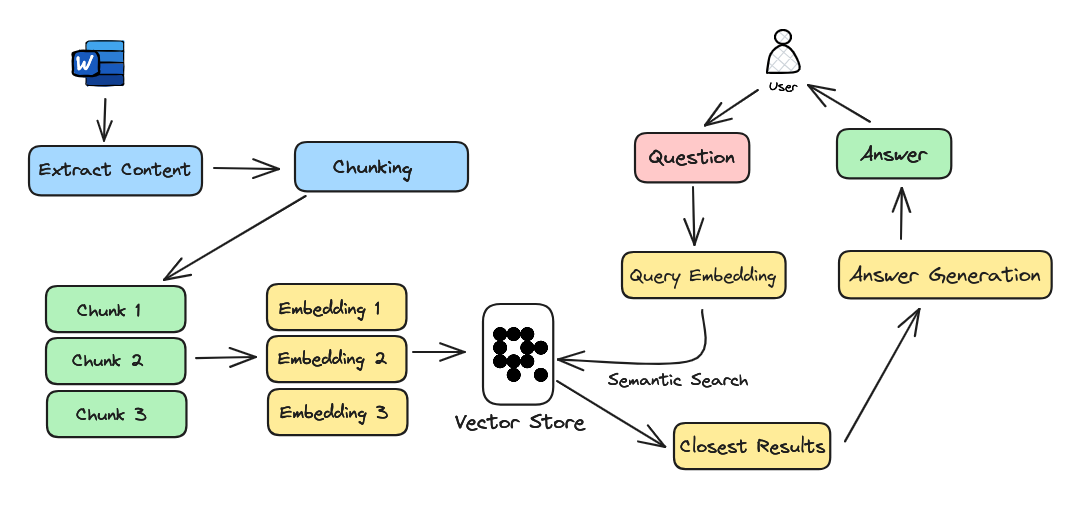 W
User
Extract Content
Chunking
Question
Answer
Chunk 1
Chunk 2
Chunk 3
Embedding 1
Embedding 2
Embedding 3
Vector Store
Query Embedding
Semantic Search
Closest Results
Answer Generation